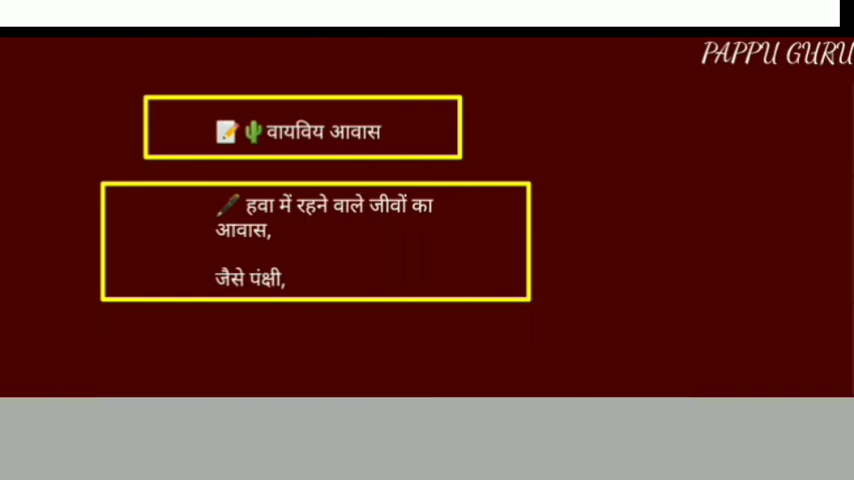 PAPPU GURU
📝🌵वायविय आवास
🖋️ हवा में रहने वाले जीवों का
आवास,
जैसे पंक्षी,